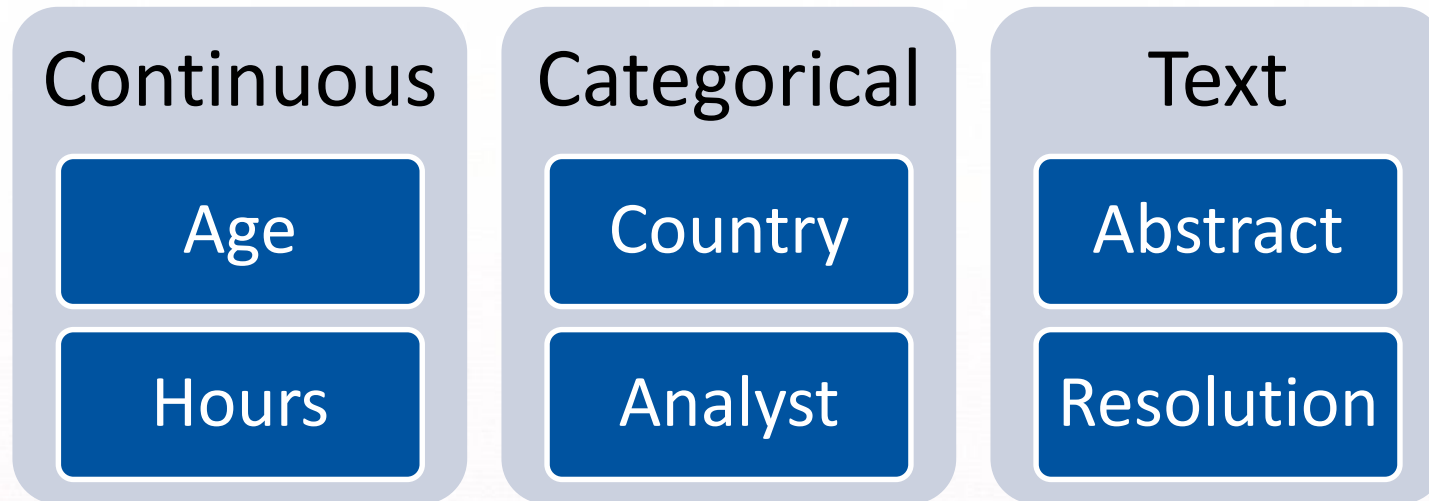 Continuous
Age
Hours
Categorical
Country
Analyst
Text
Abstract
Resolution